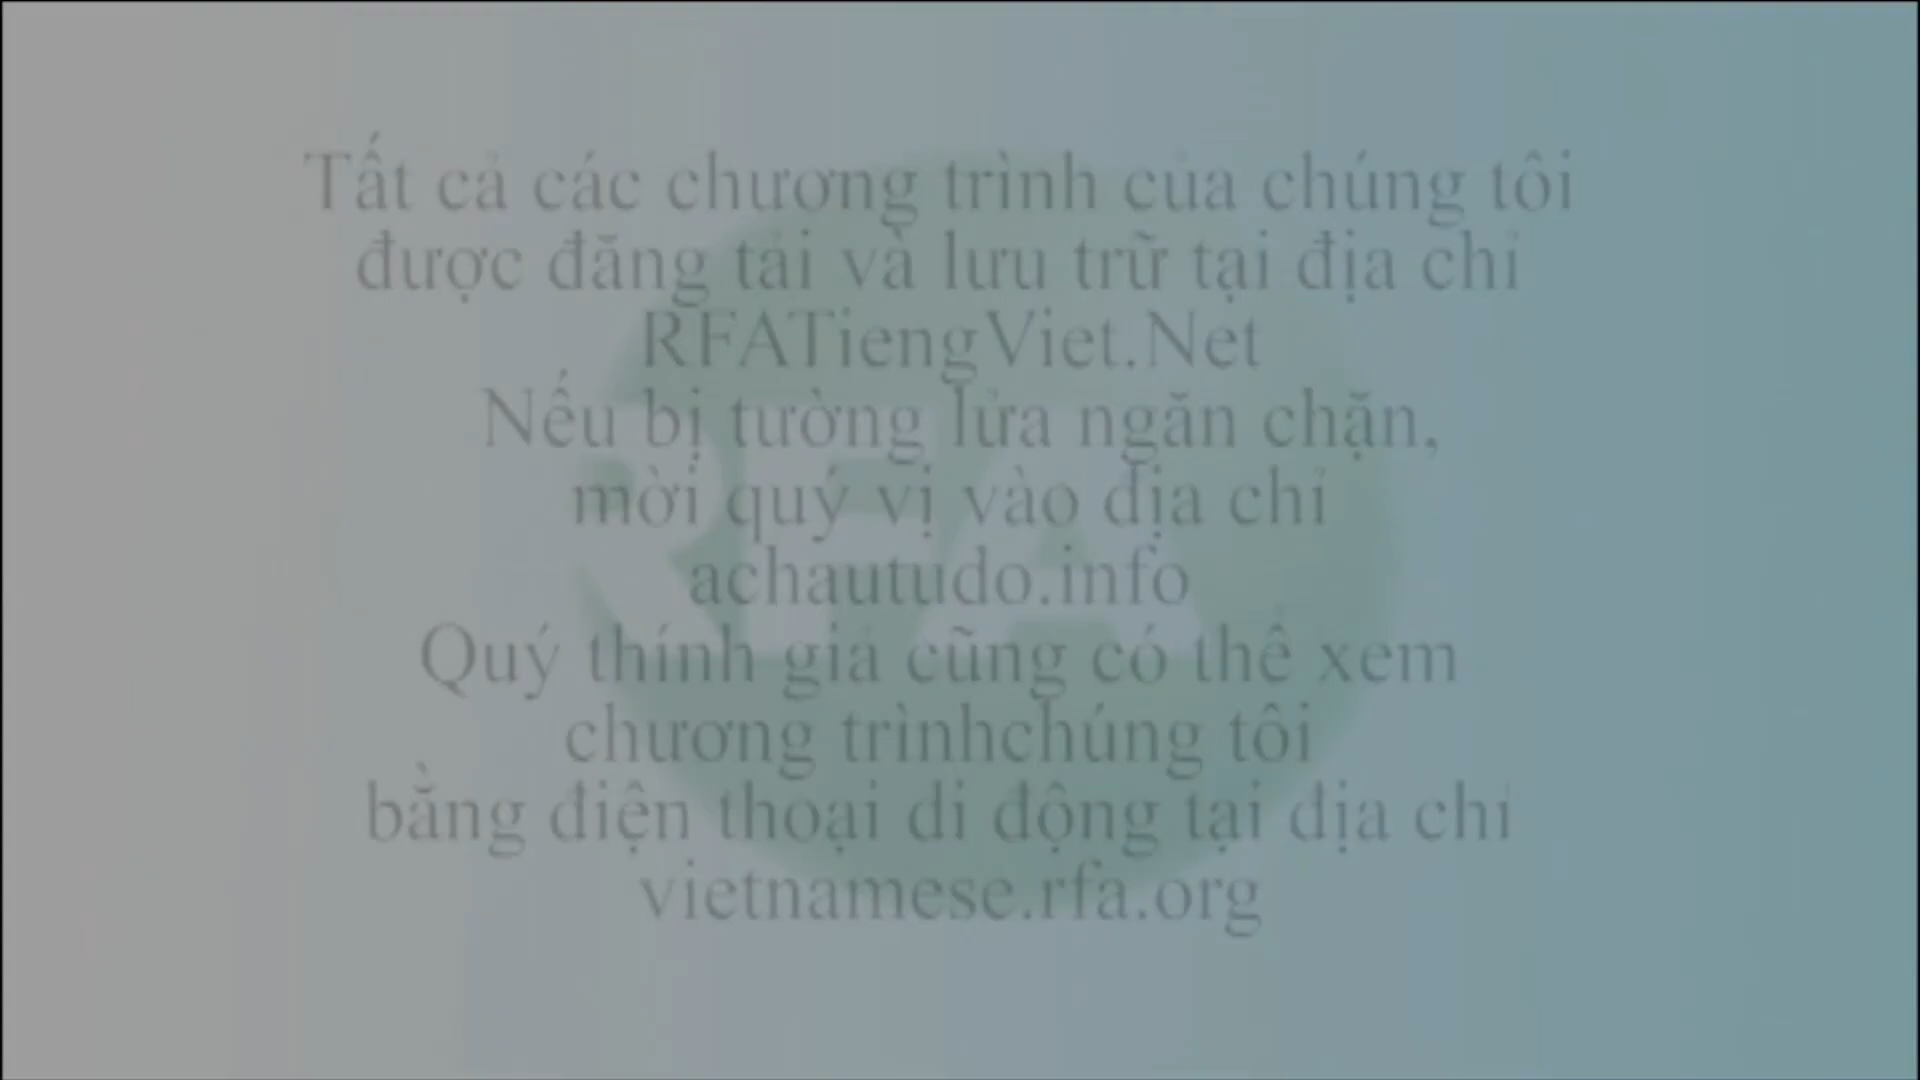 Tất cả các chương trình của chúng tôi
được đăng tải và lưu trữ tại địa chỉ
RFATiengViet.Net
Nếu bị tường lửa ngăn chặn,
mời quý vị vào địa chỉ
achautudo.info
Quý thính giả cũng có thể xem
chương trìnhchúng tôi
bằng điện thoại di động tại địa chỉ
vietnamese.rfa.org
RFA